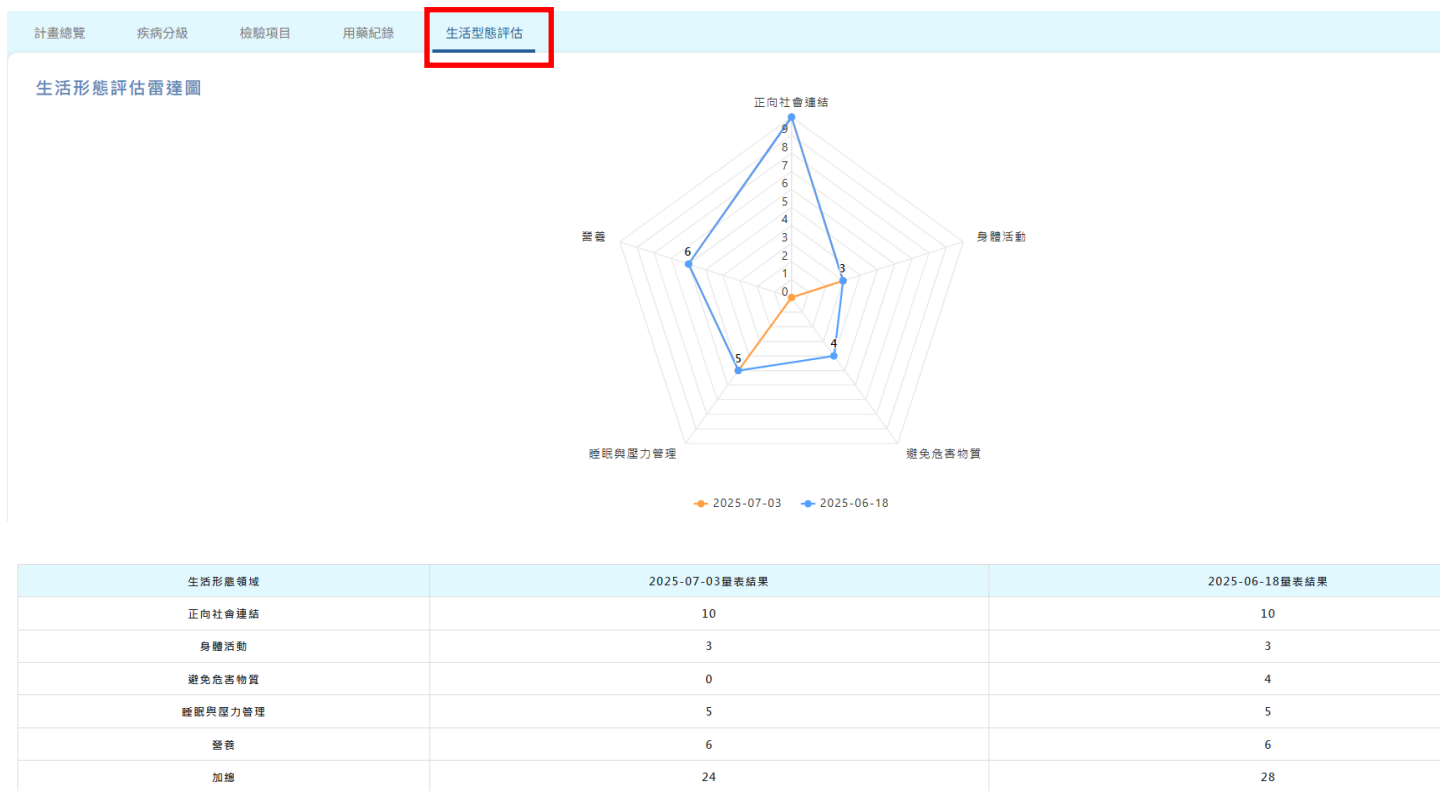 計畫總覽 疾病分級 檢驗項目 用藥紀錄 生活型態評估
生活形態評估雷達圖
正向社會連結
9
8
7
6
5
4
3
2
1
0
營養
身體活動
6
3
4
5
睡眠與壓力管理
避免危害物質
2025-07-03 2025-06-18
生活形態領域 2025-07-03量表結果 2025-06-18量表結果
正向社會連結 10 10
身體活動 3 3
避免危害物質 0 4
睡眠與壓力管理 5 5
營養 6 6
加總 24 28